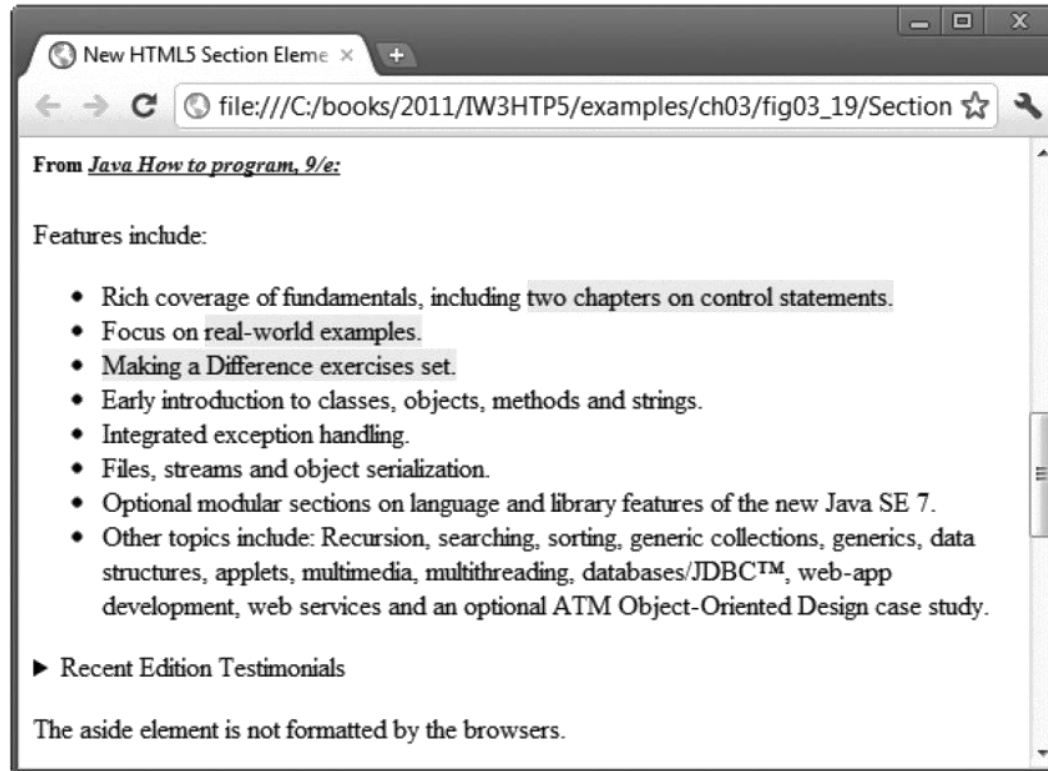 New HTML5 Section Eleme
file:///C:/books/2011/IW3HTP5/examples/ch03/fig03_19/Section
From Java How to program, 9/e:
Features include:
• Rich coverage of fundamentals, including two chapters on control statements.
• Focus on real-world examples.
• Making a Difference exercises set.
• Early introduction to classes, objects, methods and strings.
• Integrated exception handling.
• Files, streams and object serialization.
• Optional modular sections on language and library features of the new Java SE 7.
• Other topics include: Recursion, searching, sorting, generic collections, generics, data
structures, applets, multimedia, multithreading, databases/JDBC™, web-app
development, web services and an optional ATM Object-Oriented Design case study.
▶ Recent Edition Testimonials
The aside element is not formatted by the browsers.